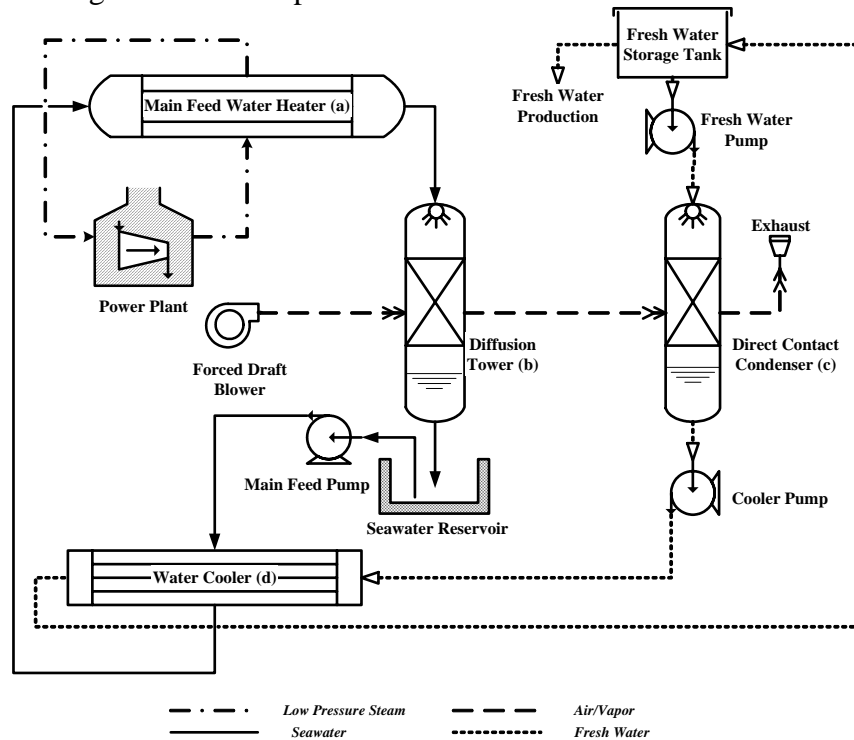 Fresh Water
Storage Tank
Main Feed Water Heater (a)
Fresh Water
Production
Fresh Water
Pump
Exhaust
Power Plant
Forced Draft
Blower
Diffusion
Tower (b)
Direct Contact
Condenser (c)
Main Feed Pump
Seawater Reservoir
Cooler Pump
Water Cooler (d)
Low Pressure Steam
Air/Vapor
Seawater
Fresh Water